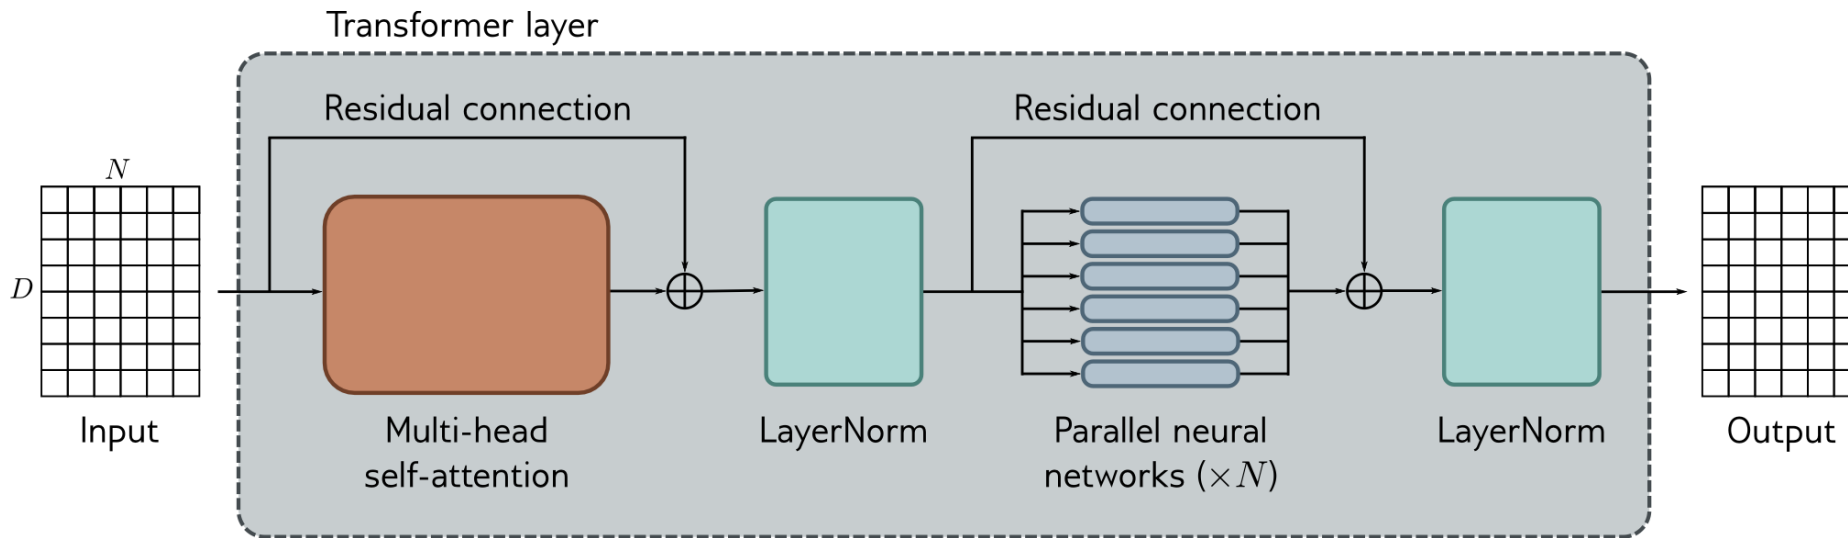 Transformer layer
Residual connection
Residual connection
N
D
Input
Multi-head
self-attention
LayerNorm
Parallel neural
networks (×N)
LayerNorm
Output